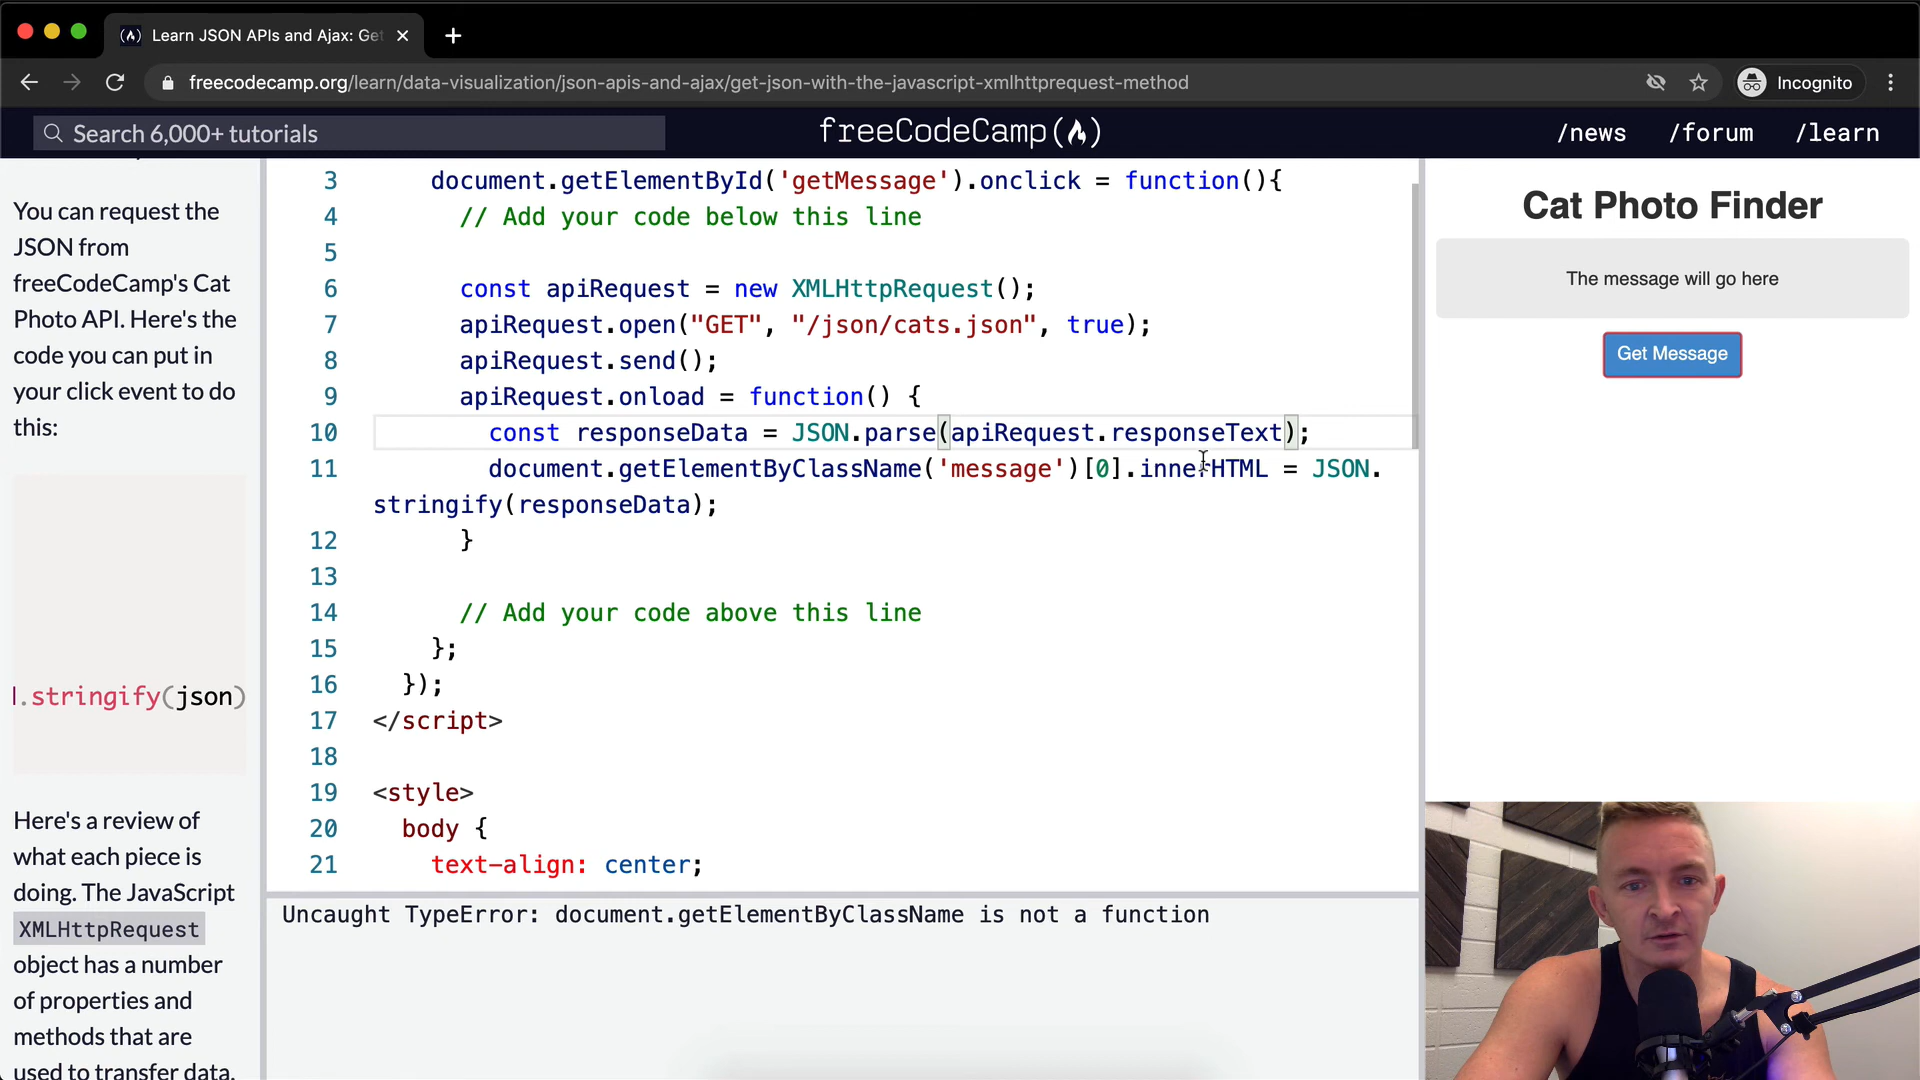 Learn JSON APIs and Ajax: Get
freecodecamp.org/learn/data-visualization/json-apis-and-ajax/get-json-with-the-javascript-xmlhttprequest-method
Incognito
Search 6,000+ tutorials
freeCodeCamp
/news
/forum
/learn
You can request the
JSON from
freeCodeCamp's Cat
Photo API. Here's the
code you can put in
your click event to do
this:
.stringify(json)
Here's a review of
what each piece is
doing. The JavaScript
XMLHttpRequest
object has a number
of properties and
methods that are
used to transfer data.
3 document.getElementById('getMessage').onclick = function(){
4 // Add your code below this line
5
6 const apiRequest = new XMLHttpRequest();
7 apiRequest.open("GET", "/json/cats.json", true);
8 apiRequest.send();
9 apiRequest.onload = function() {
10 const responseData = JSON.parse(apiRequest.responseText);
11 document.getElementByClassName('message')[0].innerHTML = JSON.
stringify(responseData);
12 }
13
14 // Add your code above this line
15 };
16 });
17 </script>
18
19 <style>
20 body {
21 text-align: center;
Uncaught TypeError: document.getElementByClassName is not a function
Cat Photo Finder
The message will go here
Get Message